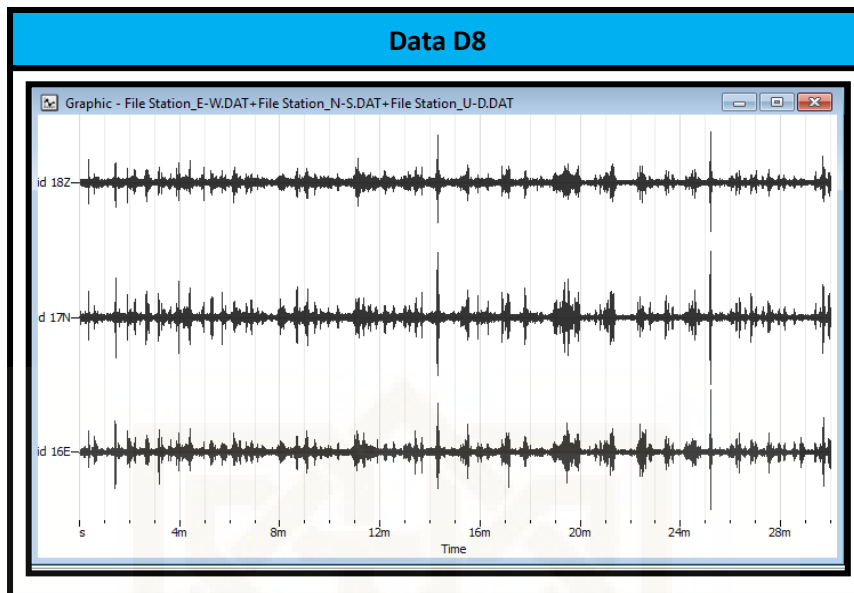 Data D8
Graphic - File Station_E-W.DAT+File Station_N-S.DAT+File Station_U-D.DAT
id 18Z
d 17N
id 16E
s 4m 8m 12m 16m 20m 24m 28m
Time